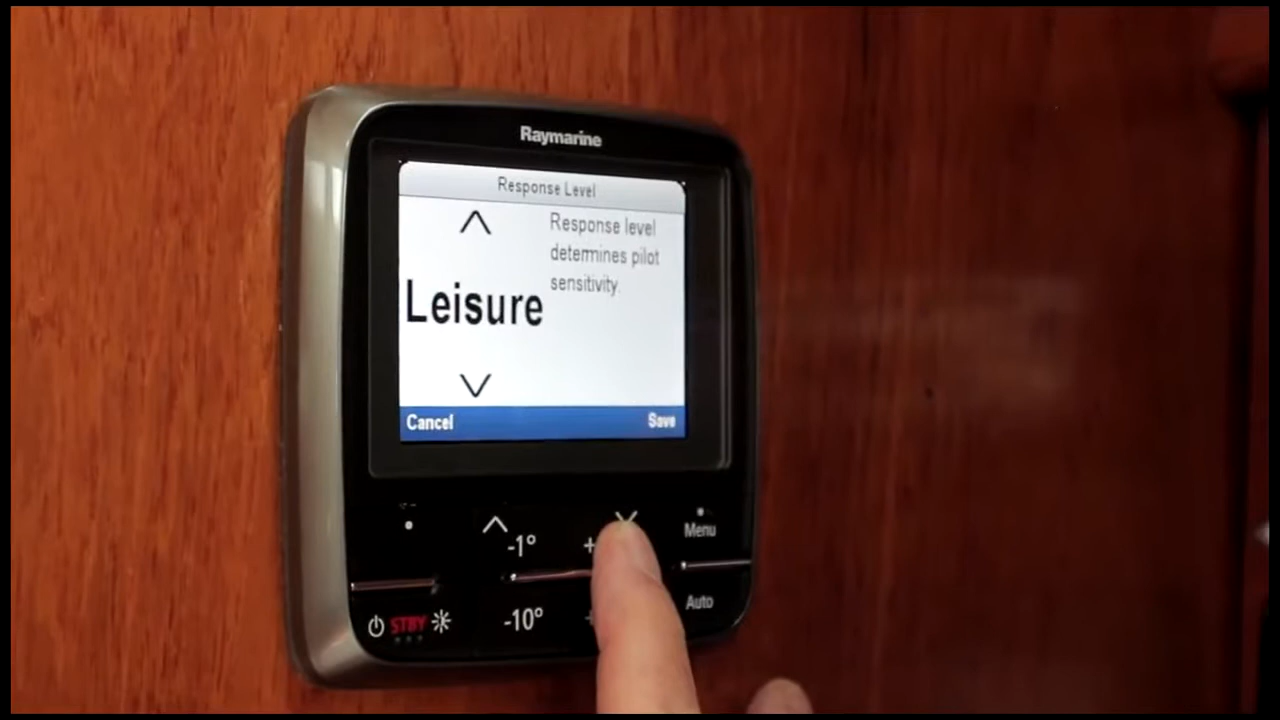 Raymarine
Response Level
Response level
determines pilot
sensitivity.
Leisure
Cancel Save
-1° +
Menu
STBY -10° Auto